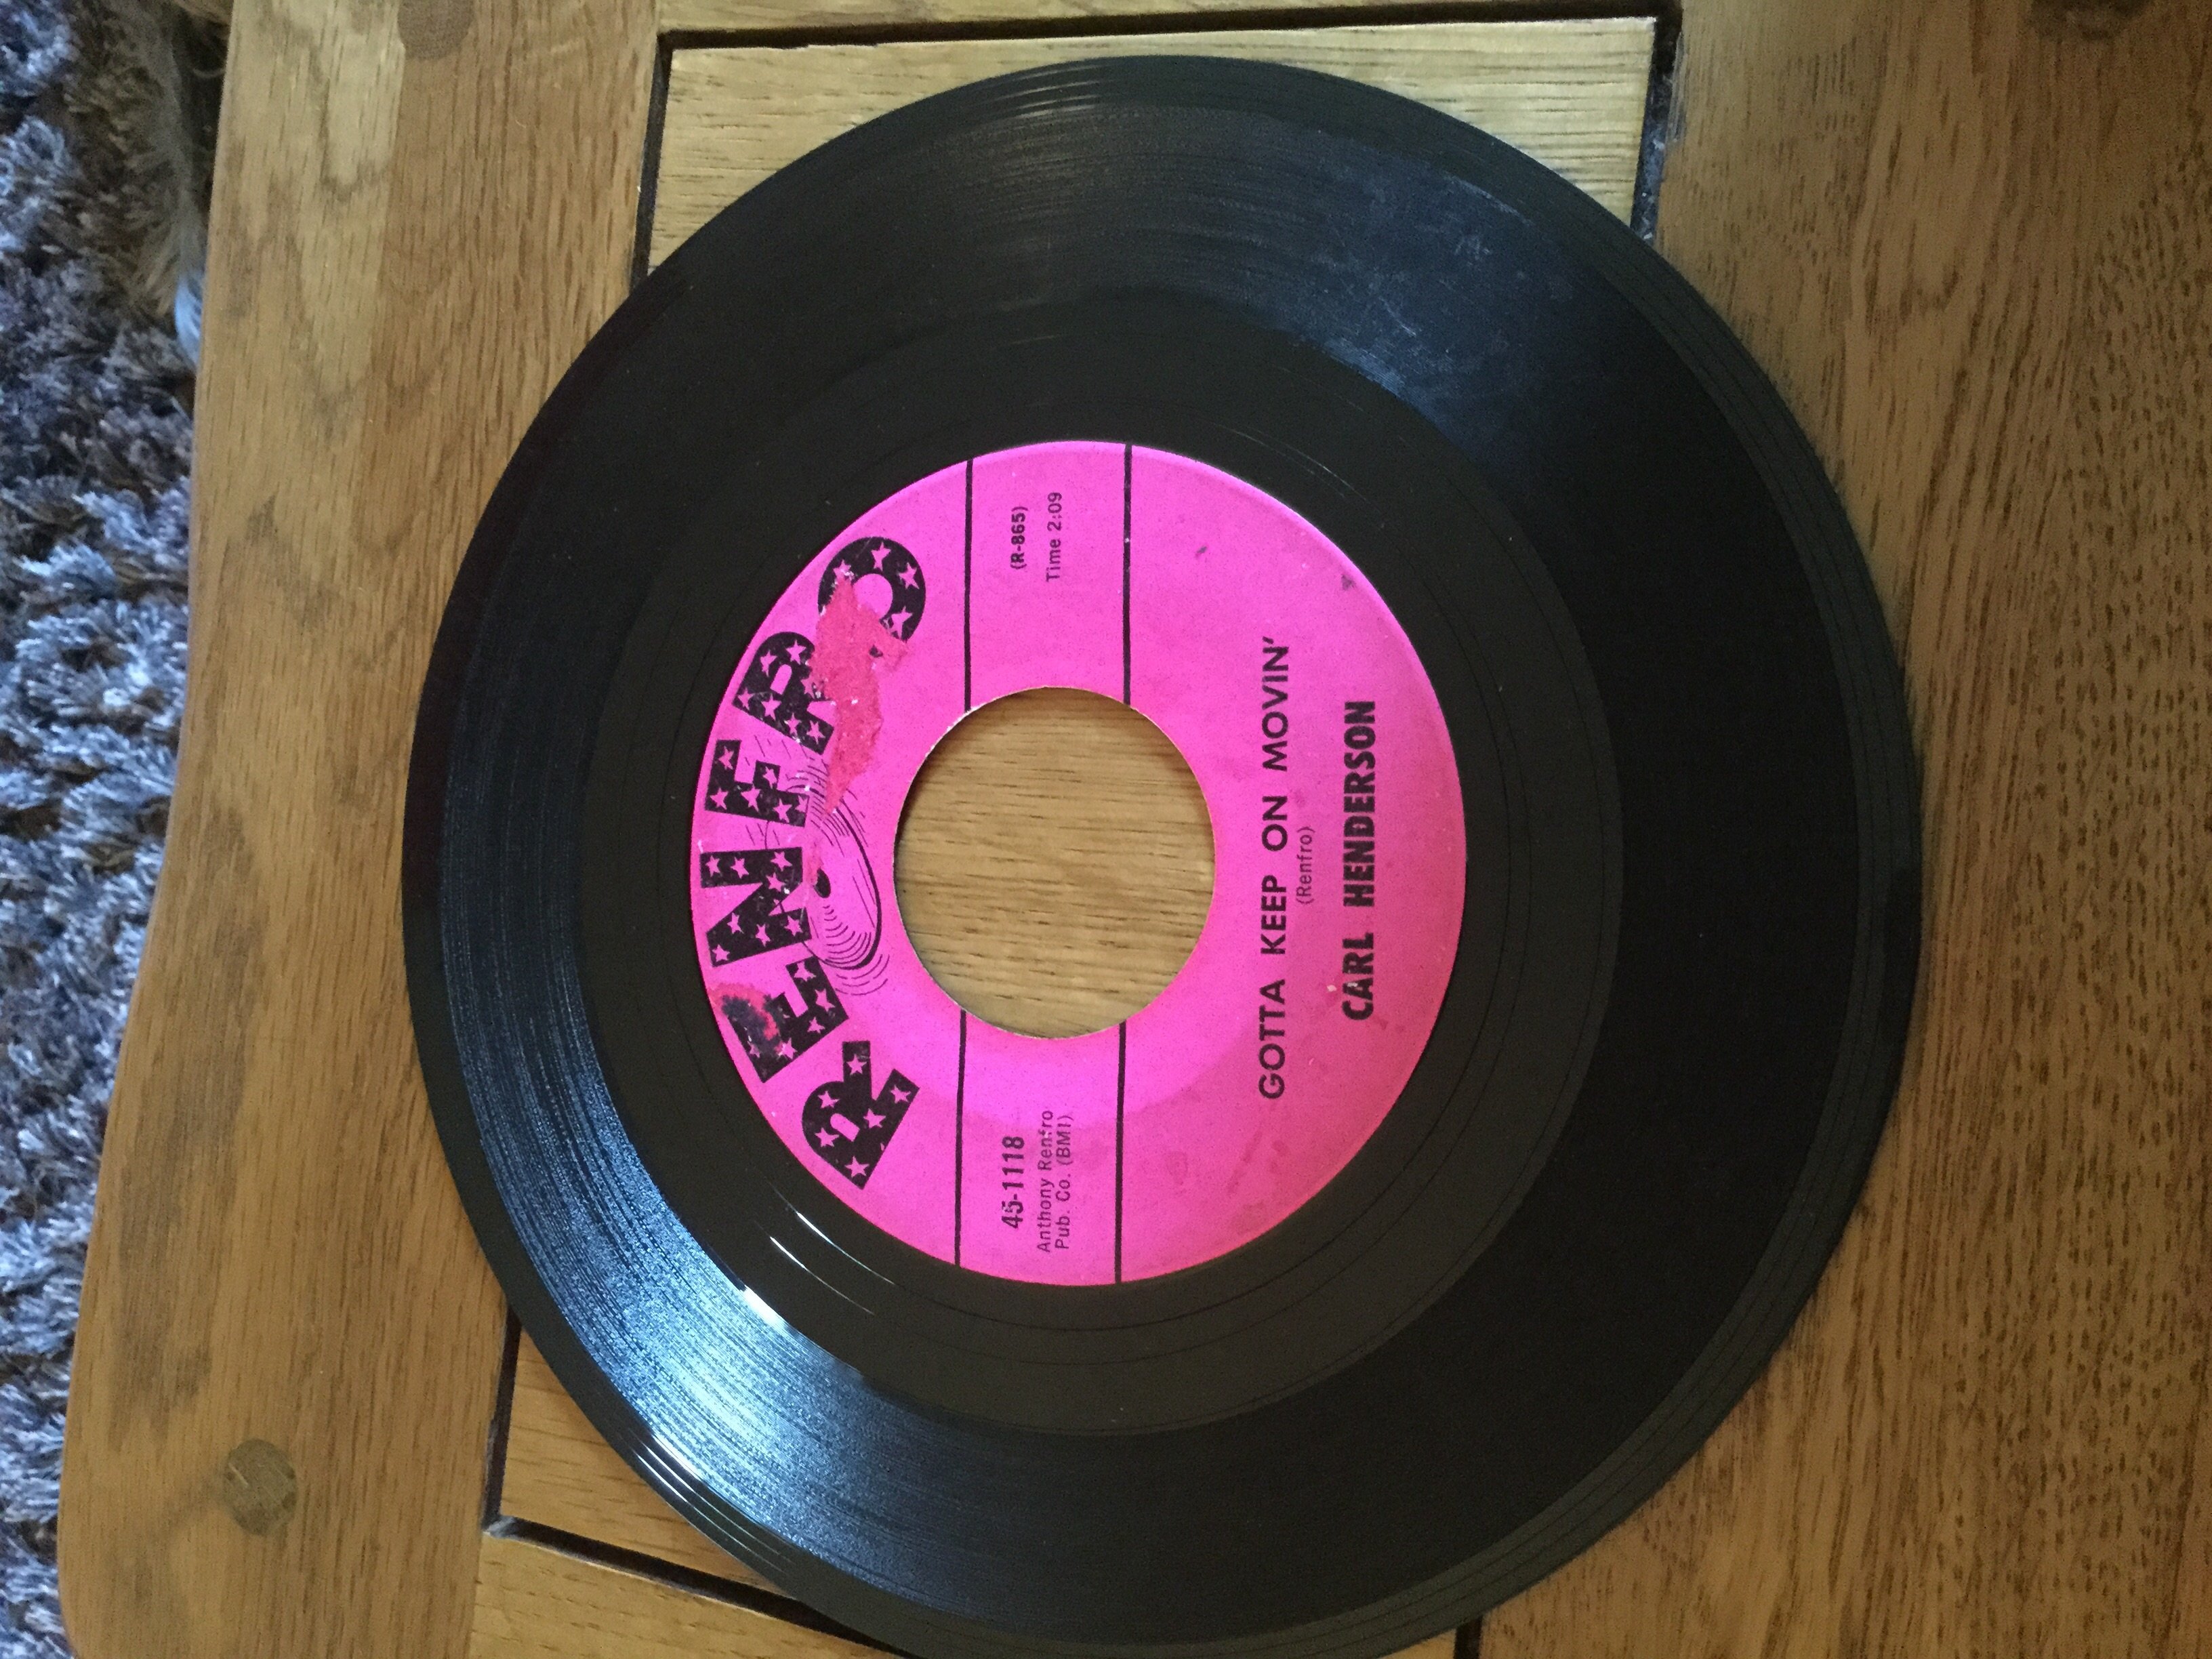 RENFRO
45-1118
Anthony Renfro
Pub. Co. (BMI)
(R-865)
Time 2:09
GOTTA KEEP ON MOVIN'
(Renfro)
CARL HENDERSON